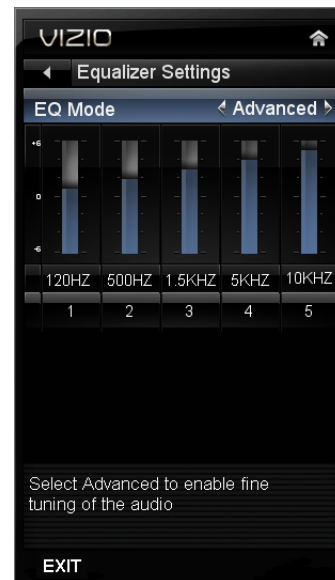 VIZIO
Equalizer Settings
EQ Mode Advanced
+6
0
-6
120HZ 500HZ 1.5KHZ 5KHZ 10KHZ
1 2 3 4 5
Select Advanced to enable fine
tuning of the audio
EXIT